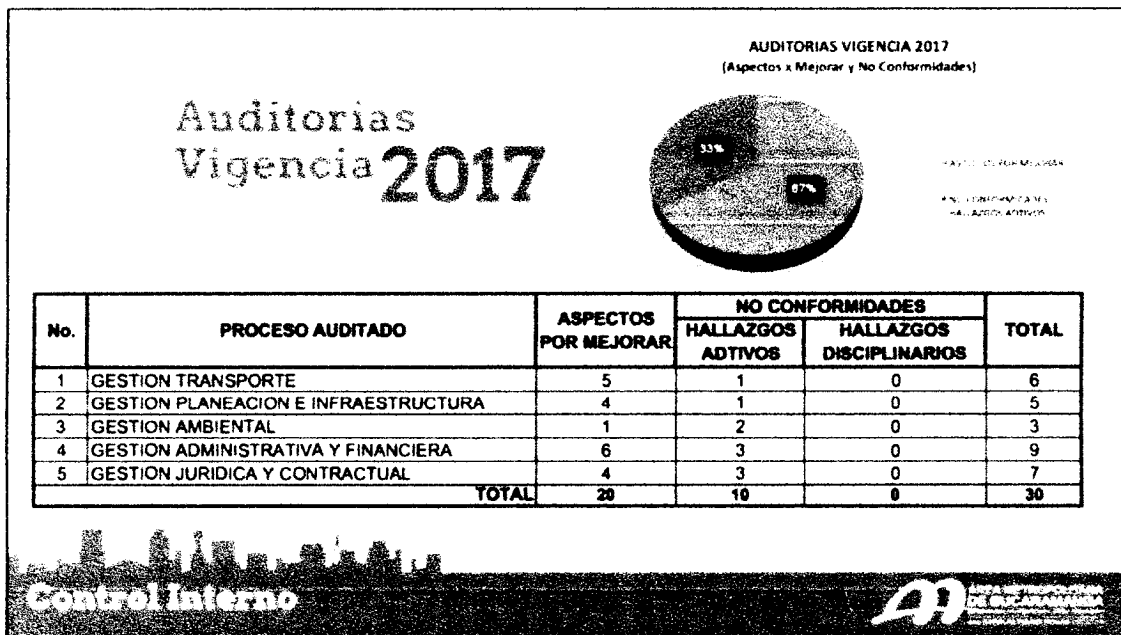 AUDITORIAS VIGENCIA 2017
(Aspectos x Mejorar y No Conformidades)
Auditorias
Vigencia 2017
33%
67%
HALLAZGOS ADTIVOS
No. PROCESO AUDITADO ASPECTOS POR MEJORAR NO CONFORMIDADES TOTAL
HALLAZGOS ADTIVOS HALLAZGOS DISCIPLINARIOS
1 GESTION TRANSPORTE 5 1 0 6
2 GESTION PLANEACION E INFRAESTRUCTURA 4 1 0 5
3 GESTION AMBIENTAL 1 2 0 3
4 GESTION ADMINISTRATIVA Y FINANCIERA 6 3 0 9
5 GESTION JURIDICA Y CONTRACTUAL 4 3 0 7
TOTAL 20 10 0 30
Control Interno